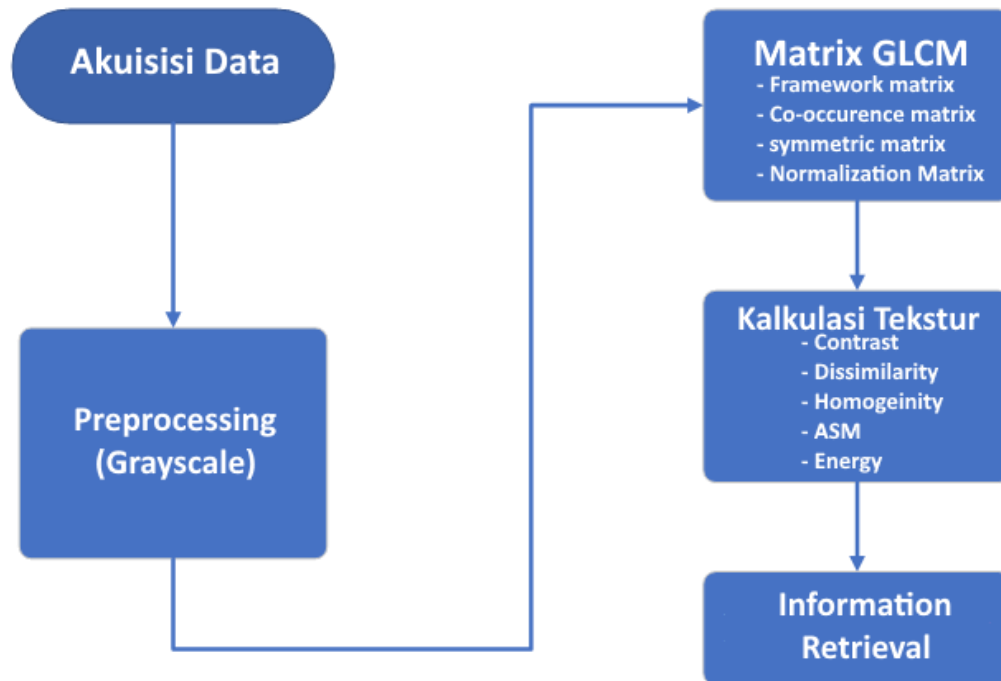 Akuisisi Data
Preprocessing
(Grayscale)
Matrix GLCM
- Framework matrix
- Co-occurence matrix
- symmetric matrix
- Normalization Matrix
Kalkulasi Tekstur
- Contrast
- Dissimilarity
- Homogeinity
- ASM
- Energy
Information
Retrieval